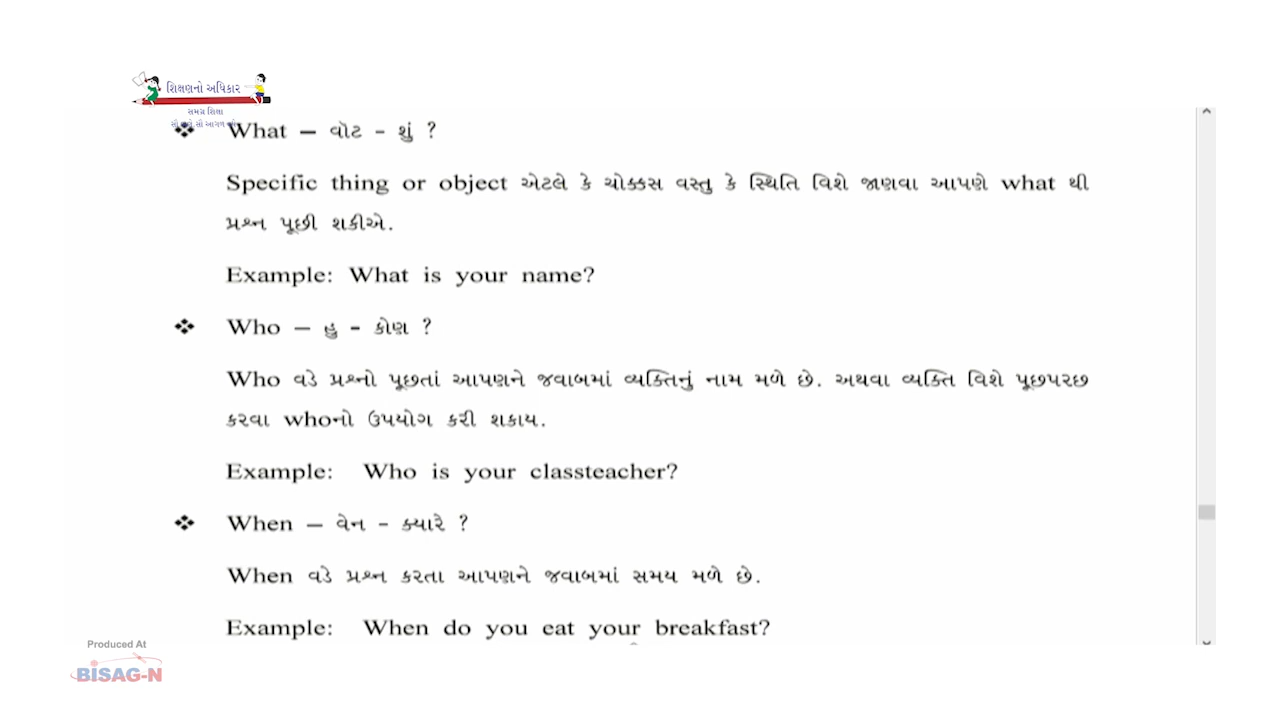 શિક્ષણનો અધિકાર
સમગ્ર શિક્ષા
❖ What – વૉટ - શું ?
Specific thing or object એટલે કે ચોક્કસ વસ્તુ કે સ્થિતિ વિશે જાણવા આપણે what થી
પ્રશ્ન પૂછી શકીએ.
Example: What is your name?
❖ Who – હુ - કોણ ?
Who વડે પ્રશ્નો પૂછતાં આપણને જવાબમાં વ્યક્તિનું નામ મળે છે. અથવા વ્યક્તિ વિશે પૂછપરછ
કરવા whoનો ઉપયોગ કરી શકાય.
Example: Who is your classteacher?
❖ When – વેન - ક્યારે ?
When વડે પ્રશ્ન કરતા આપણને જવાબમાં સમય મળે છે.
Example: When do you eat your breakfast?
Produced At
BISAG-N